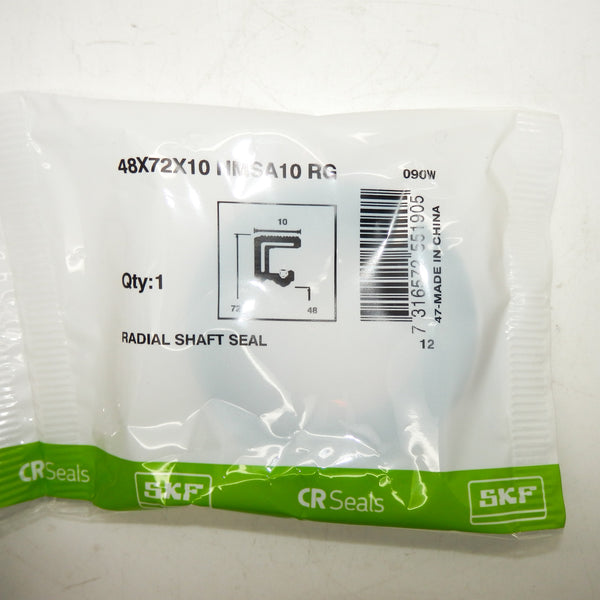 48X72X10 HMSA10 RG
090W
10
72
48
Qty:1
7 316572 551905
47-MADE IN CHINA
RADIAL SHAFT SEAL
12
CR Seals
SKF
CR Seals
SKF